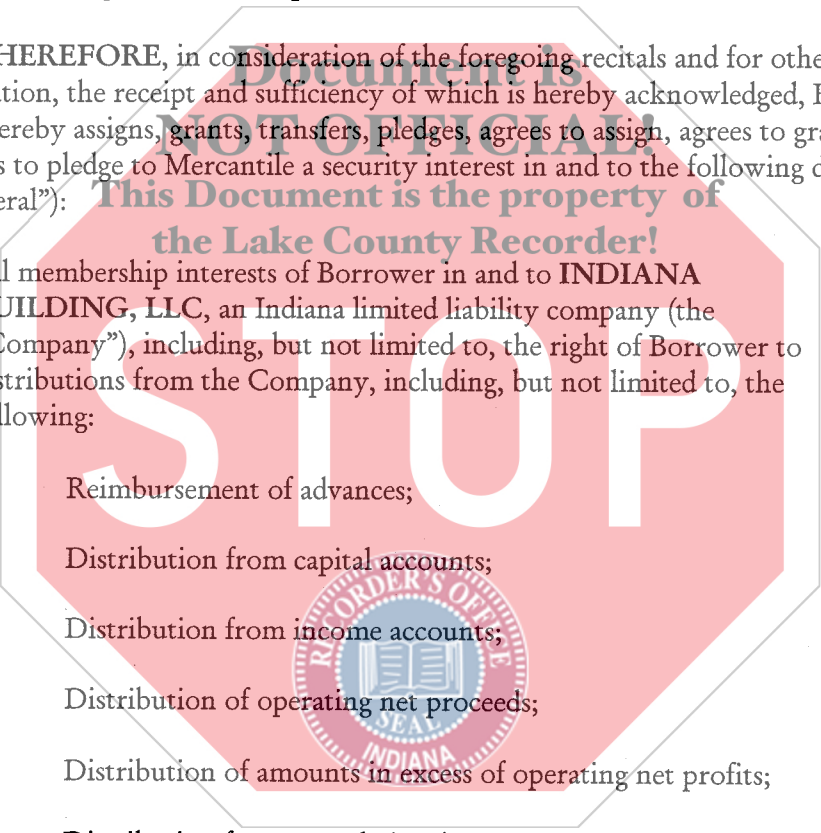 HEREFORE, in consideration of the foregoing recitals and for othe
tion, the receipt and sufficiency of which is hereby acknowledged, B
ereby assigns, grants, transfers, pledges, agrees to assign, agrees to gra
s to pledge to Mercantile a security interest in and to the following d
eral”):
Document is
NOT OFFICIAL!
This Document is the property of
the Lake County Recorder!
l membership interests of Borrower in and to INDIANA
UILDING, LLC, an Indiana limited liability company (the
Company”), including, but not limited to, the right of Borrower to
stributions from the Company, including, but not limited to, the
llowing:
STOP
Reimbursement of advances;
Distribution from capital accounts;
Distribution from income accounts;
Distribution of operating net proceeds;
Distribution of amounts in excess of operating net profits;
RECORDER'S OFFICE
SEAL
INDIANA